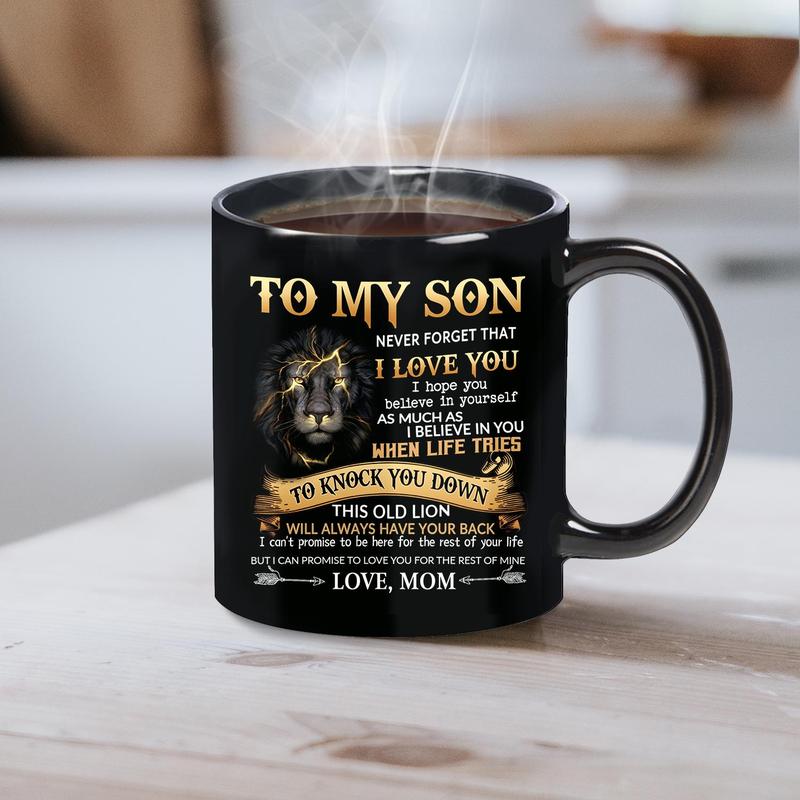 TO MY SON
NEVER FORGET THAT
I LOVE YOU
I hope you
believe in yourself
AS MUCH AS
I BELIEVE IN YOU
WHEN LIFE TRIES
TO KNOCK YOU DOWN
THIS OLD LION
WILL ALWAYS HAVE YOUR BACK
I can't promise to be here for the rest of your life
BUT I CAN PROMISE TO LOVE YOU FOR THE REST OF MINE
LOVE, MOM